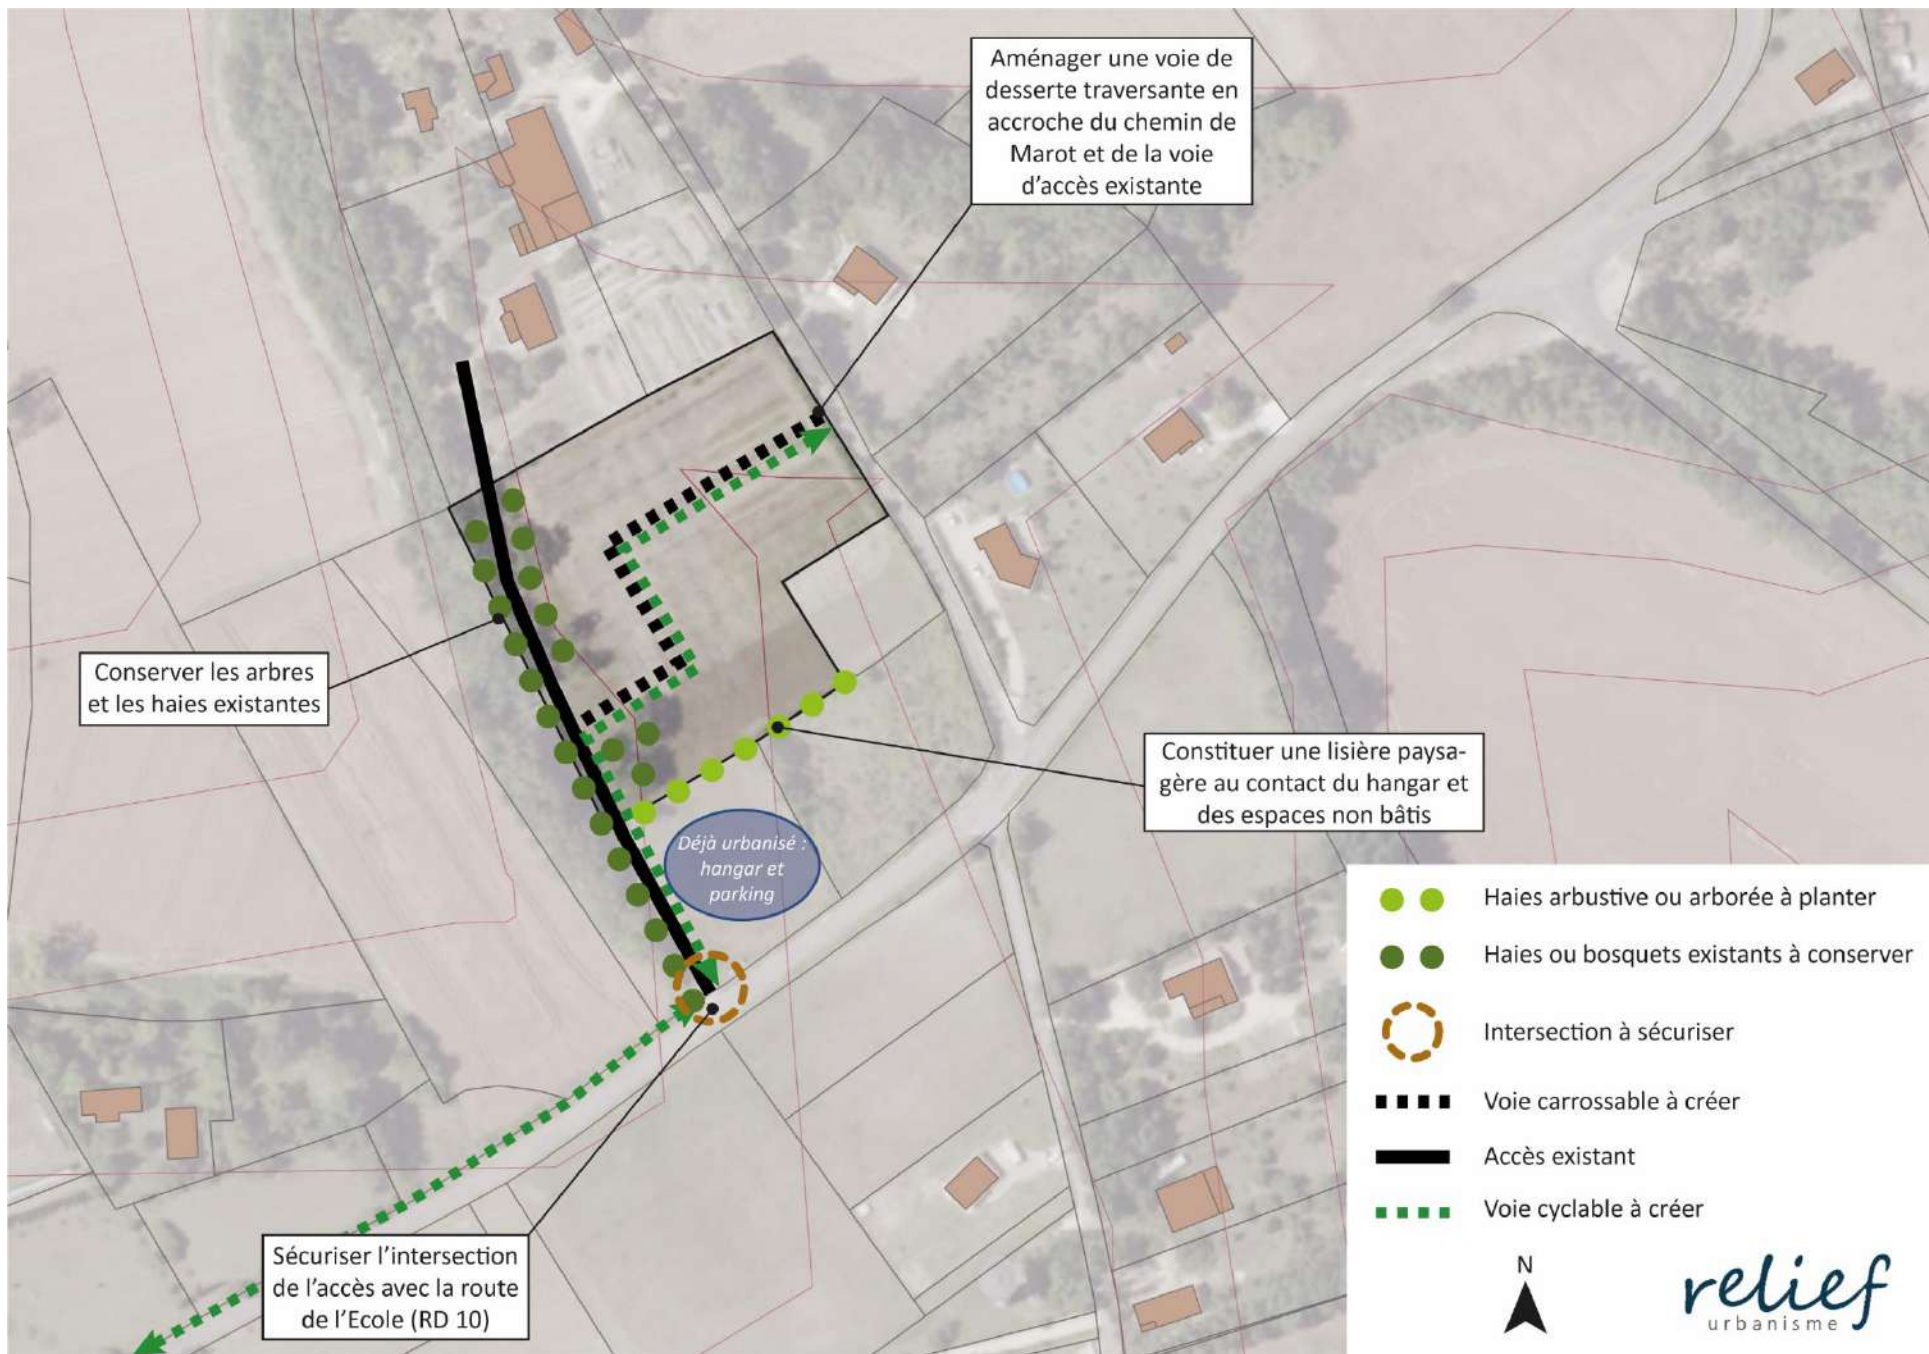 Aménager une voie de
desserte traversante en
accroche du chemin de
Marot et de la voie
d'accès existante
Conserver les arbres
et les haies existantes
Constituer une lisière paysa-
gère au contact du hangar et
des espaces non bâtis
Déjà urbanisé :
hangar et
parking
Sécuriser l'intersection
de l'accès avec la route
de l'Ecole (RD 10)
Haies arbustive ou arborée à planter
Haies ou bosquets existants à conserver
Intersection à sécuriser
Voie carrossable à créer
Accès existant
Voie cyclable à créer
N
relief
urbanisme